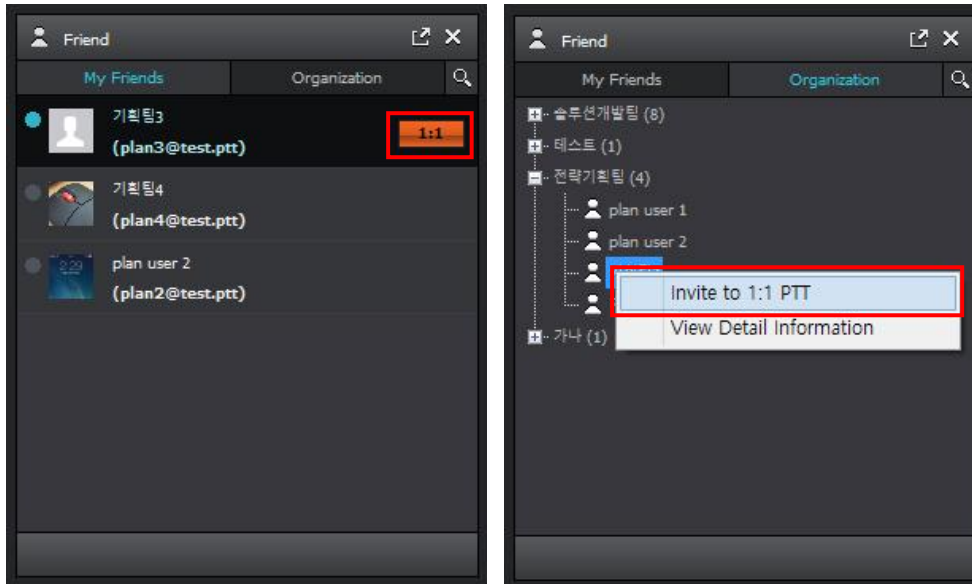 Friend
My Friends Organization
기획팀3
(plan3@test.ptt)
1:1
기획팀4
(plan4@test.ptt)
2:29
plan user 2
(plan2@test.ptt)
Friend
My Friends Organization
솔루션개발팀 (8)
테스트 (1)
전략기획팀 (4)
plan user 1
plan user 2
Invite to 1:1 PTT
View Detail Information
가나 (1)